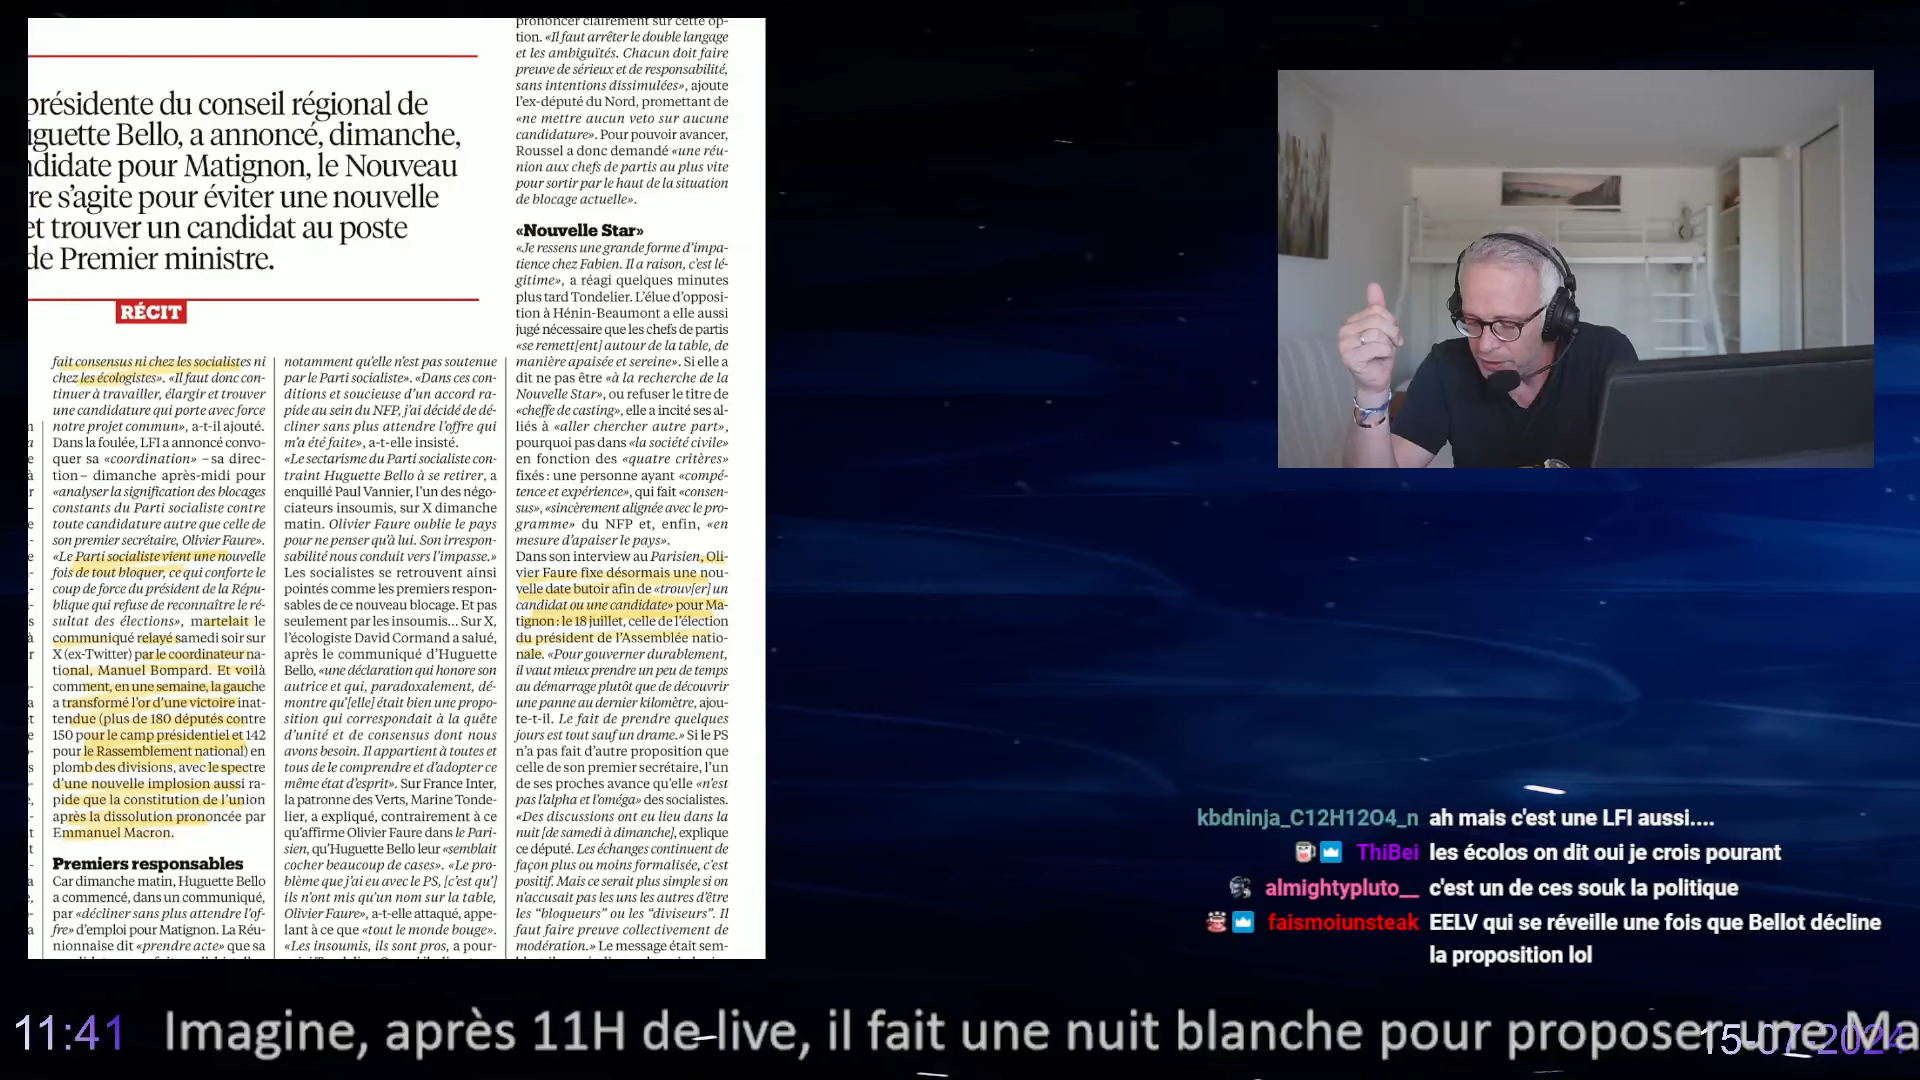 présidente du conseil régional de
uguette Bello, a annoncé, dimanche,
ndidate pour Matignon, le Nouveau
re s'agite pour éviter une nouvelle
et trouver un candidat au poste
de Premier ministre.
RÉCIT
fait consensus ni chez les socialistes ni
chez les écologistes». «Il faut donc con-
tinuer à travailler, élargir et trouver
une candidature qui porte avec force
notre projet commun», a-t-il ajouté.
Dans la foulée, LFI a annoncé convo-
quer sa «coordination» –sa direc-
tion– dimanche après-midi pour
«analyser la signification des blocages
constants du Parti socialiste contre
toute candidature autre que celle de
son premier secrétaire, Olivier Faure».
«Le Parti socialiste vient une nouvelle
fois de tout bloquer, ce qui conforte le
coup de force du président de la Répu-
blique qui refuse de reconnaître le ré-
sultat des élections», martelait le
communiqué relayé samedi soir sur
X (ex-Twitter) par le coordinateur na-
tional, Manuel Bompard. Et voilà
comment, en une semaine, la gauche
a transformé l'or d'une victoire inat-
tendue (plus de 180 députés contre
150 pour le camp présidentiel et 142
pour le Rassemblement national) en
plomb des divisions, avec le spectre
d'une nouvelle implosion aussi ra-
pide que la constitution de l'union
après la dissolution prononcée par
Emmanuel Macron.
Premiers responsables
Car dimanche matin, Huguette Bello
a commencé, dans un communiqué,
par «décliner sans plus attendre l'of-
fre» d'emploi pour Matignon. La Réu-
nionnaise dit «prendre acte» que sa
notamment qu'elle n'est pas soutenue
par le Parti socialiste». «Dans ces con-
ditions et soucieuse d'un accord ra-
pide au sein du NFP, j'ai décidé de dé-
cliner sans plus attendre l'offre qui
m'a été faite», a-t-elle insisté.
«Le sectarisme du Parti socialiste con-
traint Huguette Bello à se retirer, a
enquillé Paul Vannier, l'un des négo-
ciateurs insoumis, sur X dimanche
matin. Olivier Faure oublie le pays
pour ne penser qu'à lui. Son irrespon-
sabilité nous conduit vers l'impasse.»
Les socialistes se retrouvent ainsi
pointés comme les premiers respon-
sables de ce nouveau blocage. Et pas
seulement par les insoumis... Sur X,
l'écologiste David Cormand a salué,
après le communiqué d'Huguette
Bello, «une déclaration qui honore son
autrice et qui, paradoxalement, dé-
montre qu'[elle] était bien une propo-
sition qui correspondait à la quête
d'unité et de consensus dont nous
avons besoin. Il appartient à toutes et
tous de le comprendre et d'adopter ce
même état d'esprit». Sur France Inter,
la patronne des Verts, Marine Tonde-
lier, a expliqué, contrairement à ce
qu'affirme Olivier Faure dans le Pari-
sien, qu'Huguette Bello leur «semblait
cocher beaucoup de cases». «Le pro-
blème que j'ai eu avec le PS, [c'est qu']
ils n'ont mis qu'un nom sur la table,
Olivier Faure», a-t-elle attaqué, appe-
lant à ce que «tout le monde bouge».
«Les insoumis, ils sont pros, a pour-
prononcer clairement sur cette op-
tion. «Il faut arrêter le double langage
et les ambiguïtés. Chacun doit faire
preuve de sérieux et de responsabilité,
sans intentions dissimulées», ajoute
l'ex-député du Nord, promettant de
«ne mettre aucun veto sur aucune
candidature». Pour pouvoir avancer,
Roussel a donc demandé «une réu-
nion aux chefs de partis au plus vite
pour sortir par le haut de la situation
de blocage actuelle».
«Nouvelle Star»
«Je ressens une grande forme d'impa-
tience chez Fabien. Il a raison, c'est lé-
gitime», a réagi quelques minutes
plus tard Tondelier. L'élue d'opposi-
tion à Hénin-Beaumont a elle aussi
jugé nécessaire que les chefs de partis
«se remett[ent] autour de la table, de
manière apaisée et sereine». Si elle a
dit ne pas être «à la recherche de la
Nouvelle Star», ou refuser le titre de
«cheffe de casting», elle a incité ses al-
liés à «aller chercher autre part»,
pourquoi pas dans «la société civile»
en fonction des «quatre critères»
fixés: une personne ayant «compé-
tence et expérience», qui fait «consen-
sus», «sincèrement alignée avec le pro-
gramme» du NFP et, enfin, «en
mesure d'apaiser le pays».
Dans son interview au Parisien, Oli-
vier Faure fixe désormais une nou-
velle date butoir afin de «trouv[er] un
candidat ou une candidate» pour Ma-
tignon: le 18 juillet, celle de l'élection
du président de l'Assemblée natio-
nale. «Pour gouverner durablement,
il vaut mieux prendre un peu de temps
au démarrage plutôt que de découvrir
une panne au dernier kilomètre, ajou-
te-t-il. Le fait de prendre quelques
jours est tout sauf un drame.» Si le PS
n'a pas fait d'autre proposition que
celle de son premier secrétaire, l'un
de ses proches avance qu'elle «n'est
pas l'alpha et l'oméga» des socialistes.
«Des discussions ont eu lieu dans la
nuit [de samedi à dimanche], explique
ce député. Les échanges continuent de
façon plus ou moins formalisée, c'est
positif. Mais ce serait plus simple si on
n'accusait pas les uns les autres d'être
les "bloqueurs" ou les "diviseurs". Il
faut faire preuve collectivement de
modération.» Le message était sem-
kbdninja_C12H12O4_n ah mais c'est une LFI aussi....
ThiBei les écolos on dit oui je crois pourant
almightypluto__ c'est un de ces souk la politique
faismoiunsteak EELV qui se réveille une fois que Bellot décline
la proposition lol
11:41 Imagine, après 11H de live, il fait une nuit blanche pour proposer une Ma
15-07-2024